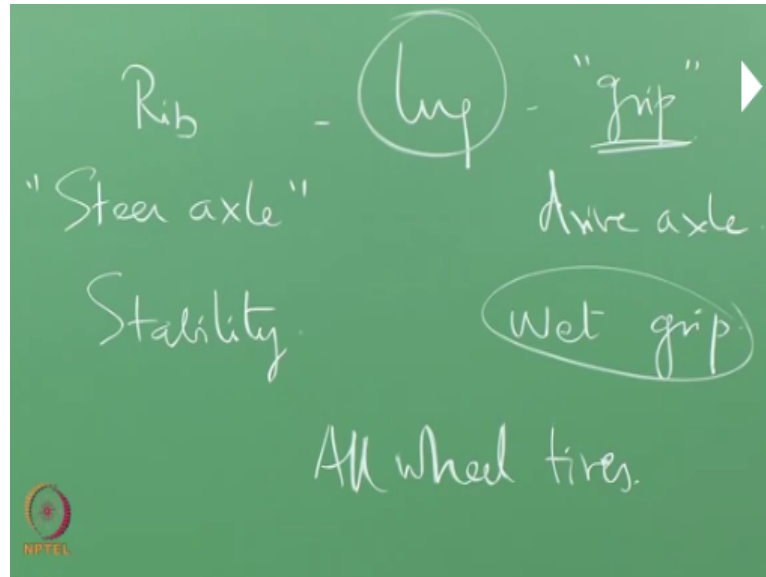 Rib - lug - "grip"
"Steer axle" drive axle.
Stability. Wet grip.
All wheel tires.
NPTEL